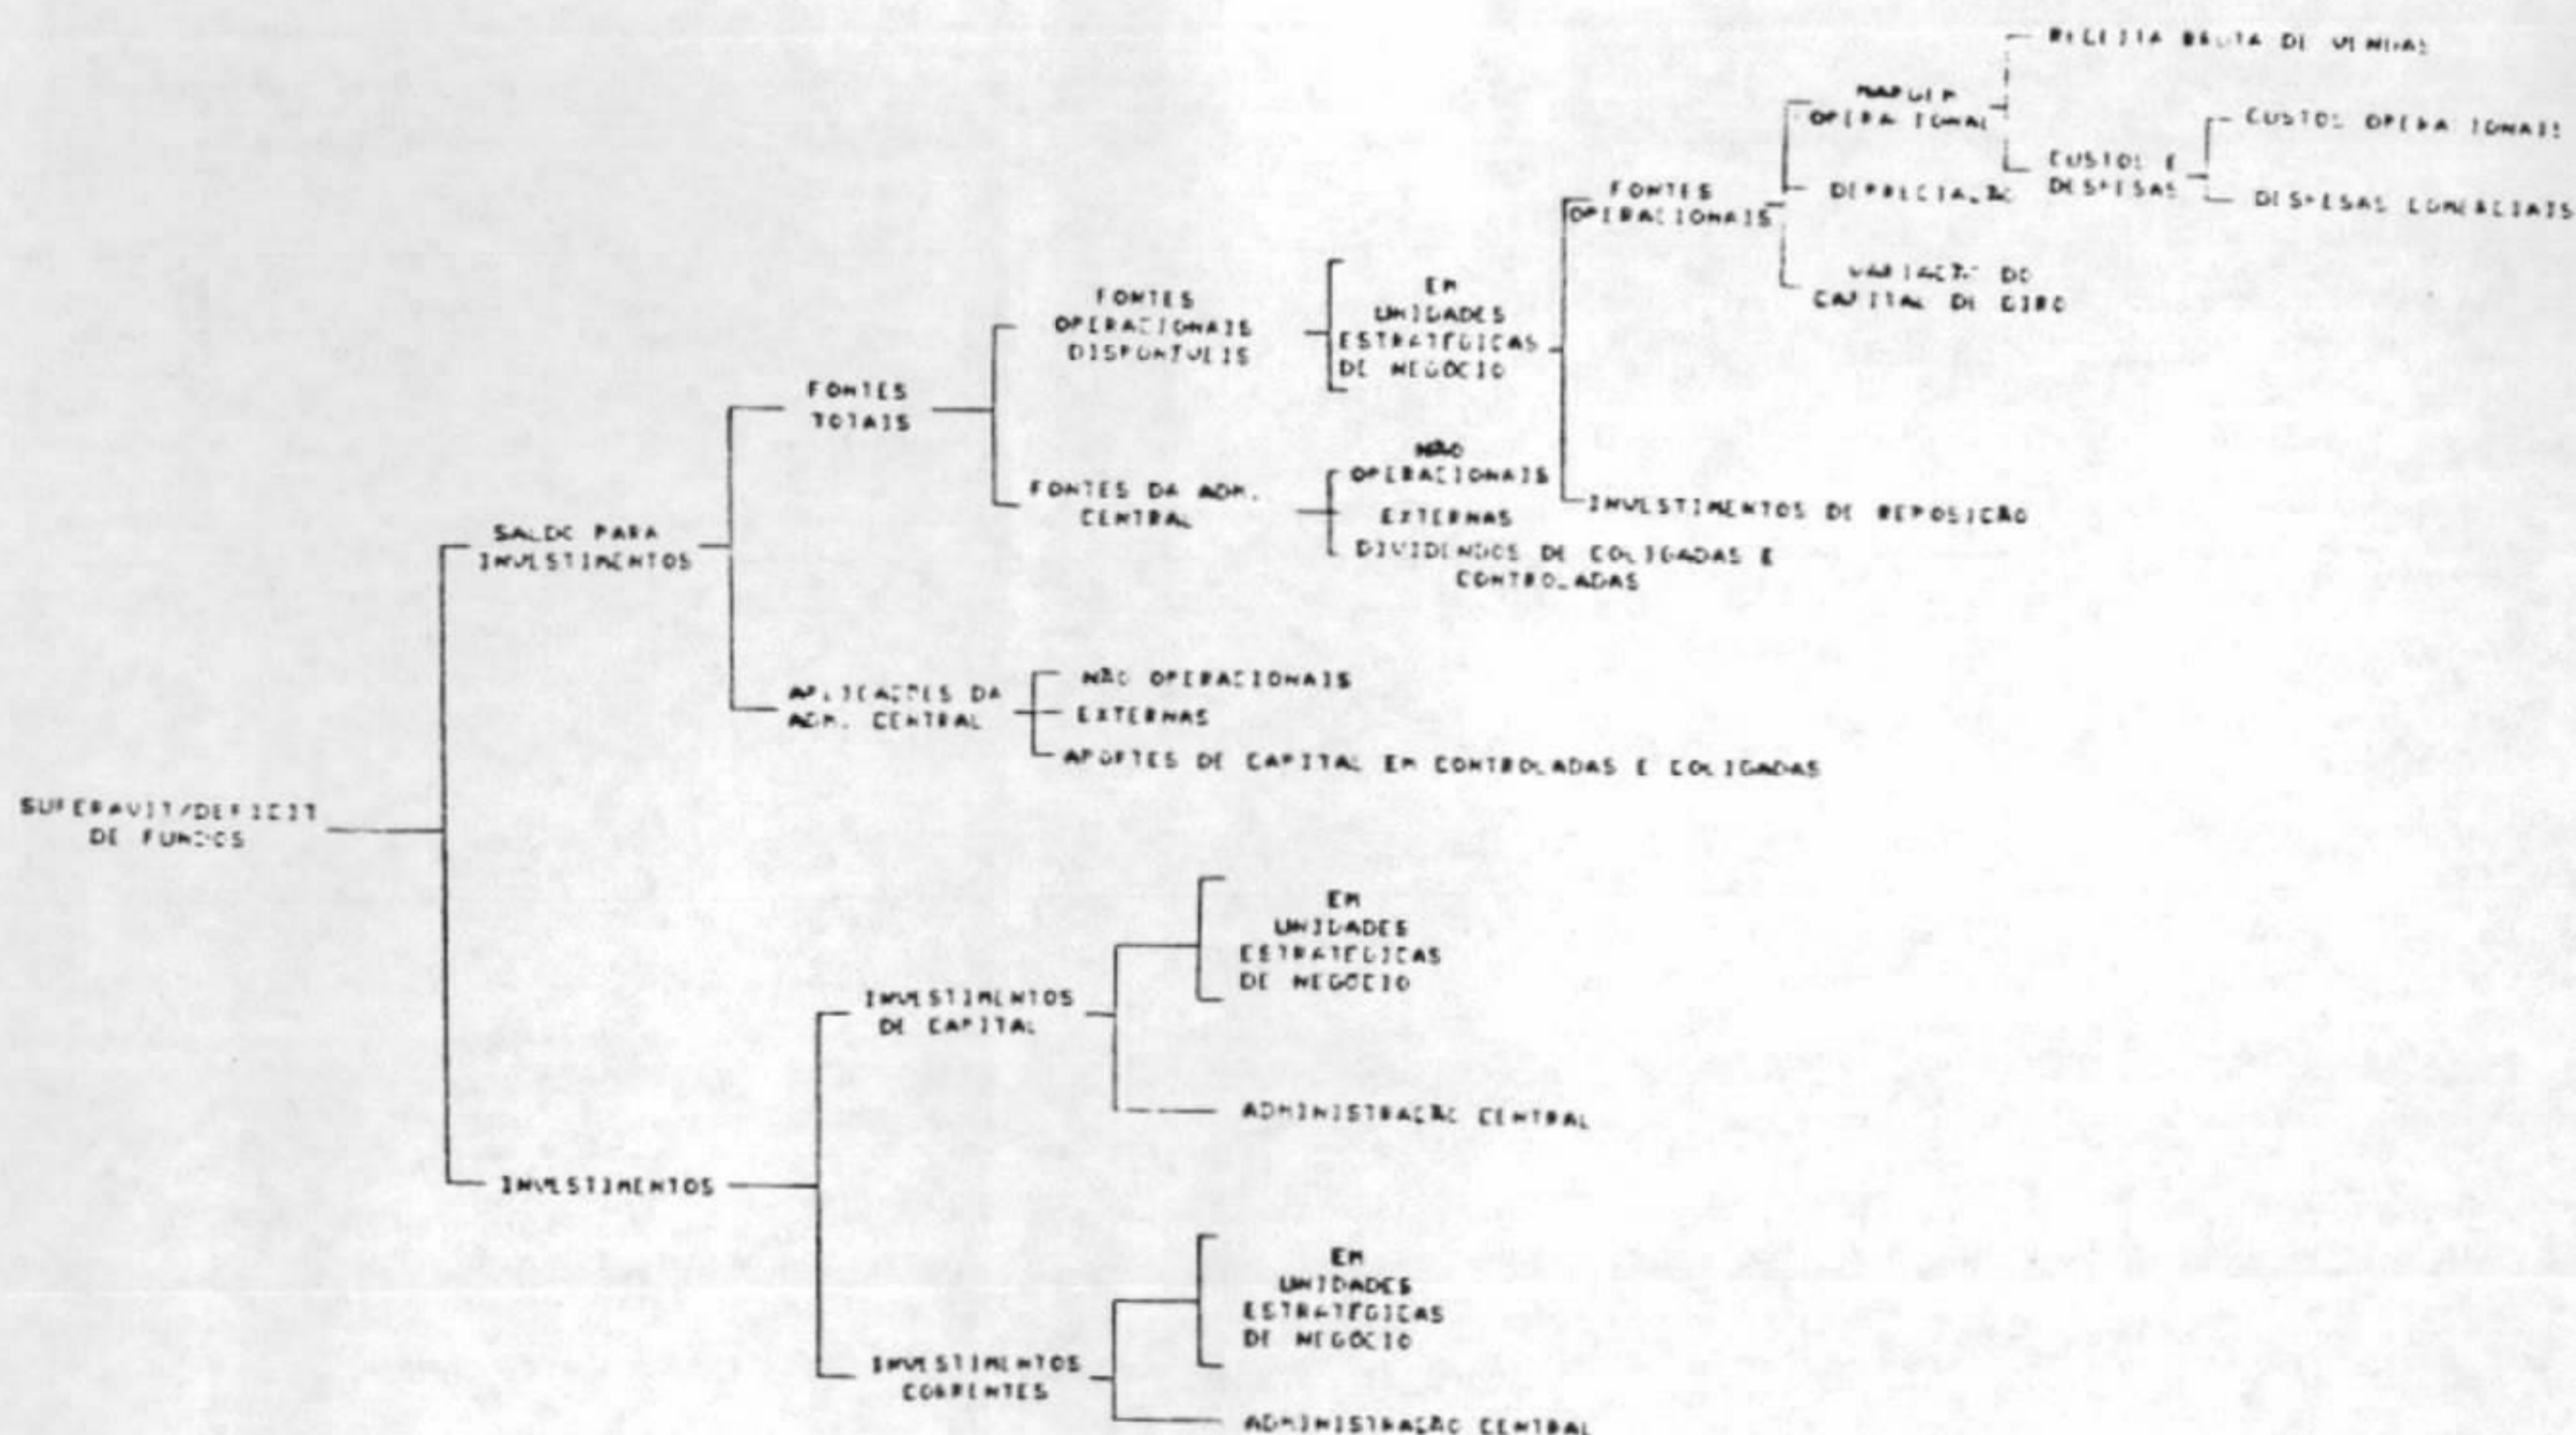 RECEITA BRUTA DE VENDAS
MARGEM
OPERACIONAL
CUSTOS OPERACIONAIS
CUSTOS E
DESPESAS
FONTES
OPERACIONAIS
DEPRECIAÇÃO
DESPESAS COMERCIAIS
VARIAÇÃO DO
CAPITAL DE GIRO
FONTES
OPERACIONAIS
DISPONÍVEIS
EM
UNIDADES
ESTRATÉGICAS
DE NEGÓCIO
FONTES
TOTAIS
NÃO
OPERACIONAIS
FONTES DA ADM.
CENTRAL
EXTERNAS
INVESTIMENTOS DE REPOSIÇÃO
DIVIDENDOS DE COLIGADAS E
CONTROLADAS
SALDO PARA
INVESTIMENTOS
APLICAÇÕES DA
ADM. CENTRAL
NÃO OPERACIONAIS
EXTERNAS
APORTES DE CAPITAL EM CONTROLADAS E COLIGADAS
SUPERAVIT/DEFICIT
DE FUNDOS
EM
UNIDADES
ESTRATÉGICAS
DE NEGÓCIO
INVESTIMENTOS
DE CAPITAL
ADMINISTRAÇÃO CENTRAL
INVESTIMENTOS
EM
UNIDADES
ESTRATÉGICAS
DE NEGÓCIO
INVESTIMENTOS
CORRENTES
ADMINISTRAÇÃO CENTRAL